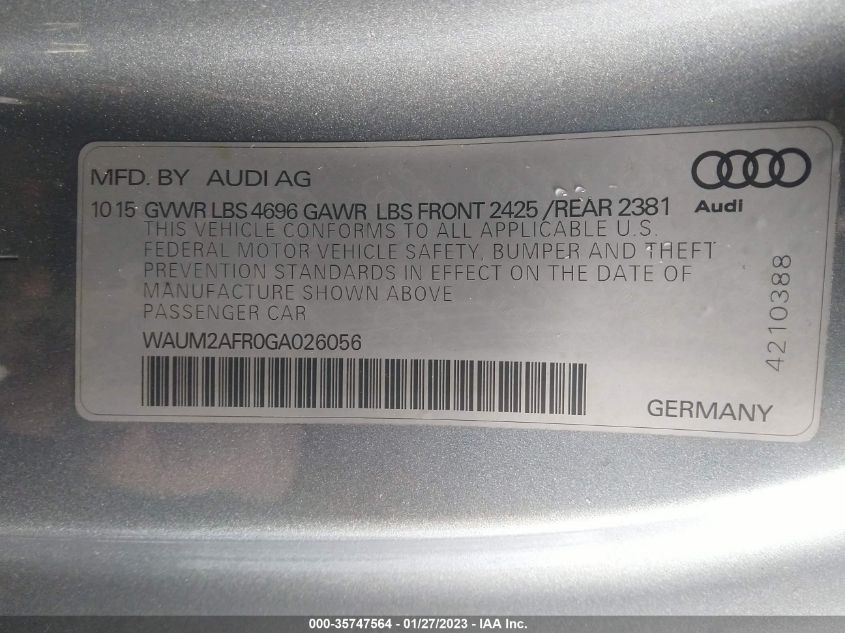 MFD. BY AUDI AG
Audi
10 15 GVWR LBS 4696 GAWR LBS FRONT 2425 /REAR 2381
THIS VEHICLE CONFORMS TO ALL APPLICABLE U.S.
FEDERAL MOTOR VEHICLE SAFETY, BUMPER AND THEFT
PREVENTION STANDARDS IN EFFECT ON THE DATE OF
MANUFACTURE SHOWN ABOVE
PASSENGER CAR
WAUM2AFR0GA026056
4210388
GERMANY
000-35747564 / 01/27/2023 / IAA Inc.